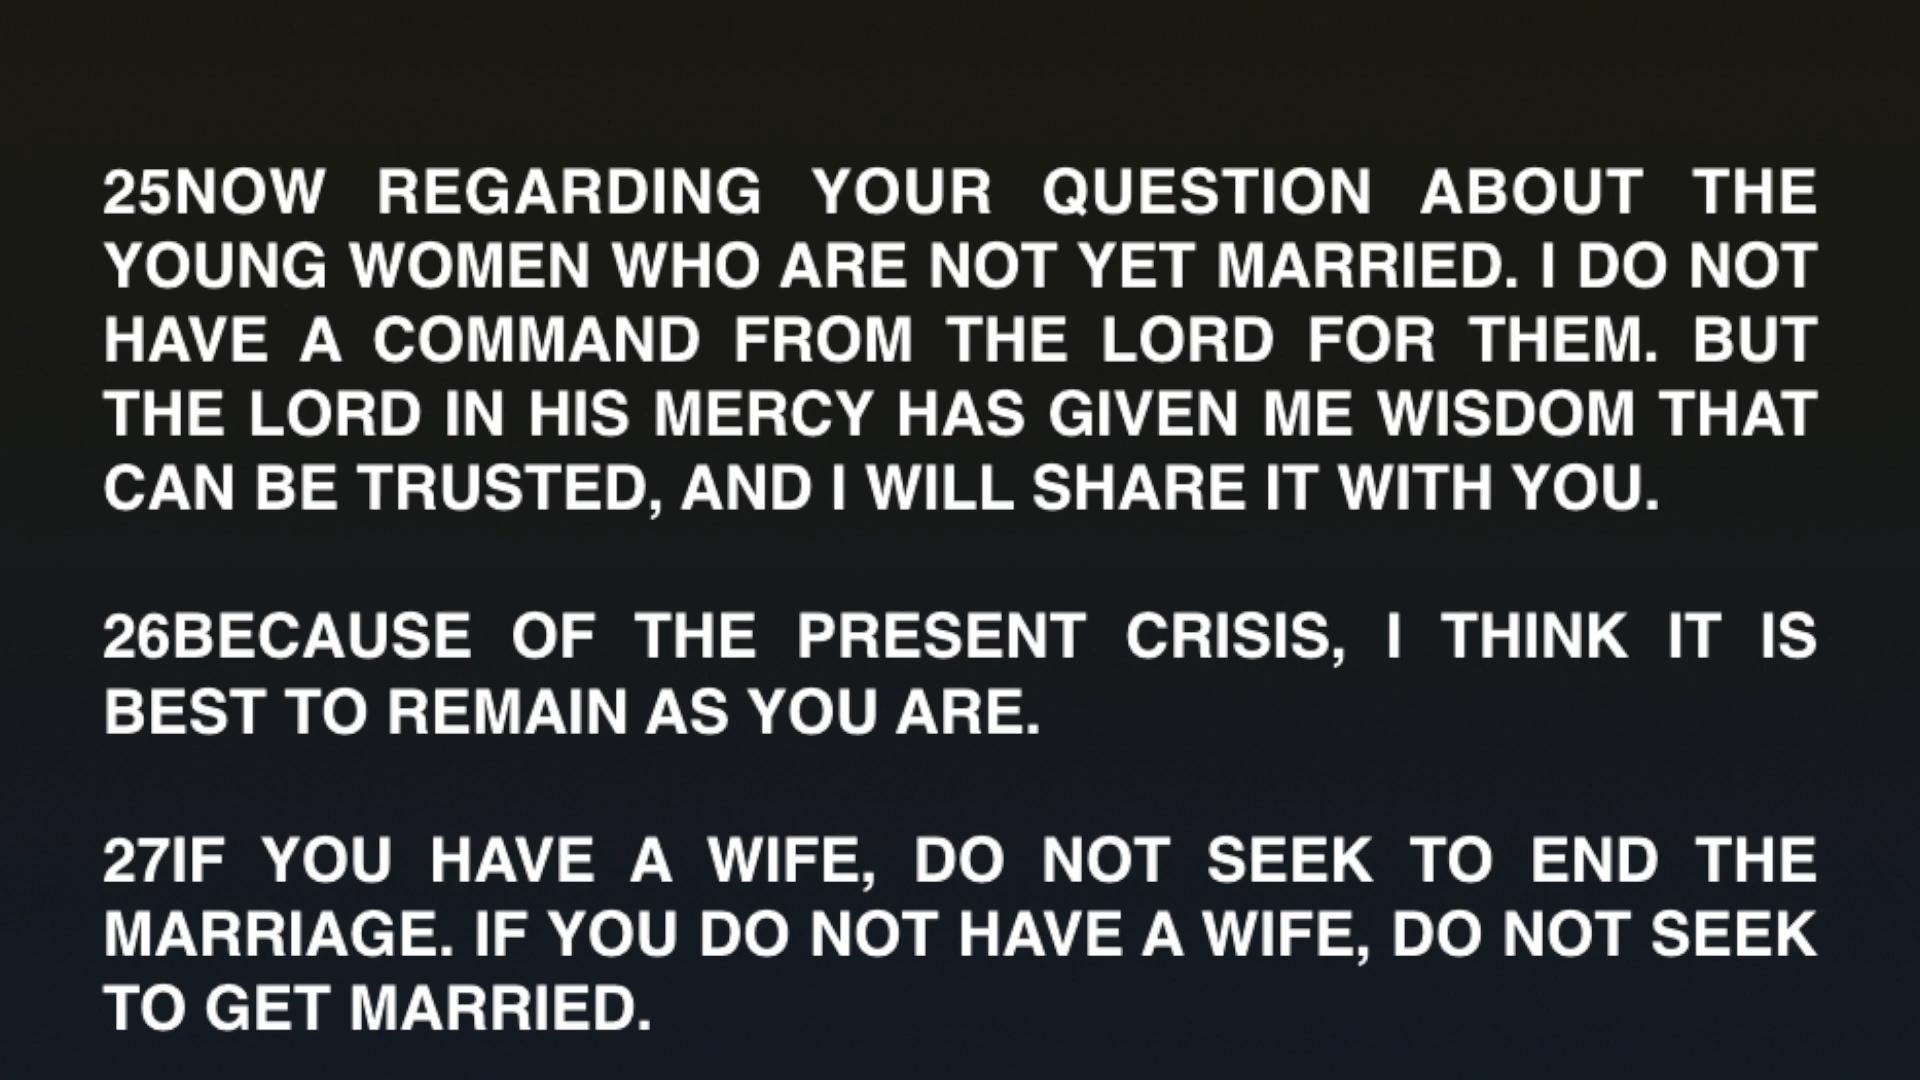 25NOW REGARDING YOUR QUESTION ABOUT THE
YOUNG WOMEN WHO ARE NOT YET MARRIED. I DO NOT
HAVE A COMMAND FROM THE LORD FOR THEM. BUT
THE LORD IN HIS MERCY HAS GIVEN ME WISDOM THAT
CAN BE TRUSTED, AND I WILL SHARE IT WITH YOU.
26BECAUSE OF THE PRESENT CRISIS, I THINK IT IS
BEST TO REMAIN AS YOU ARE.
27IF YOU HAVE A WIFE, DO NOT SEEK TO END THE
MARRIAGE. IF YOU DO NOT HAVE A WIFE, DO NOT SEEK
TO GET MARRIED.